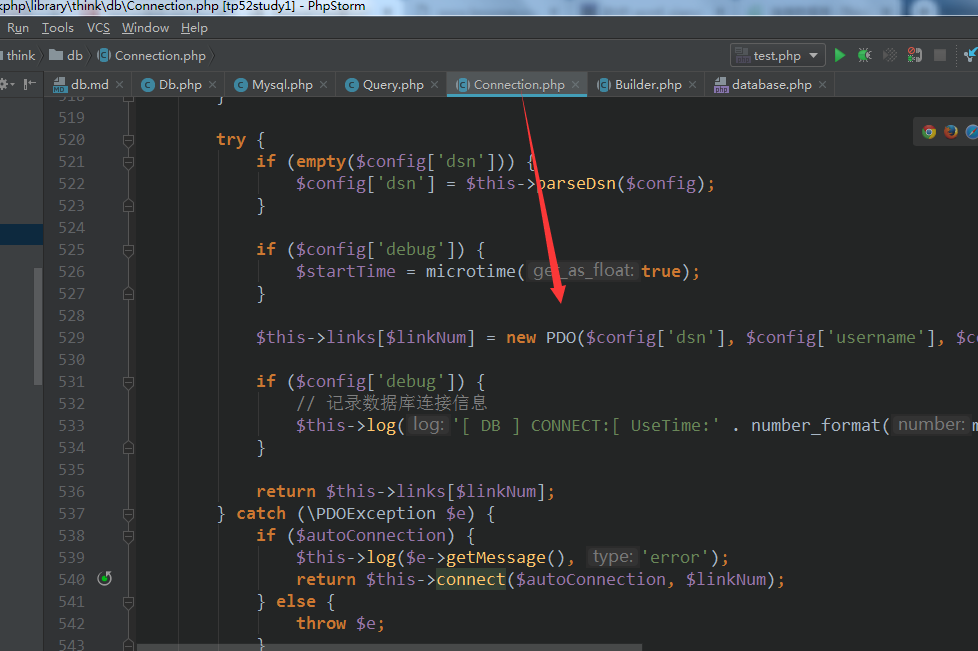 kphp\library\think\db\Connection.php [tp52study1] - PhpStorm
Run Tools VCS Window Help
think db Connection.php test.php
db.md Db.php Mysql.php Query.php Connection.php Builder.php database.php
518 }
519
520 try {
521 if (empty($config['dsn'])) {
522 $config['dsn'] = $this->parseDsn($config);
523 }
524
525 if ($config['debug']) {
526 $startTime = microtime( get_as_float: true);
527 }
528
529 $this->links[$linkNum] = new PDO($config['dsn'], $config['username'], $c
530
531 if ($config['debug']) {
532 // 记录数据库连接信息
533 $this->log( log: '[ DB ] CONNECT:[ UseTime:' . number_format( number: m
534 }
535
536 return $this->links[$linkNum];
537 } catch (\PDOException $e) {
538 if ($autoConnection) {
539 $this->log($e->getMessage(), type: 'error');
540 return $this->connect($autoConnection, $linkNum);
541 } else {
542 throw $e;
543 }